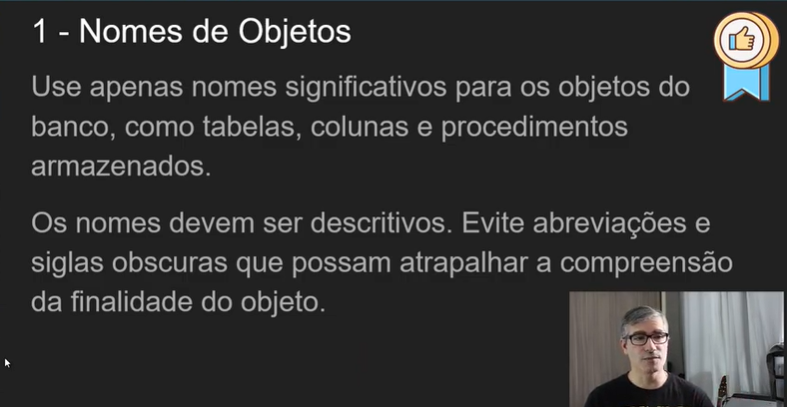 1 - Nomes de Objetos
Use apenas nomes significativos para os objetos do
banco, como tabelas, colunas e procedimentos
armazenados.
Os nomes devem ser descritivos. Evite abreviações e
siglas obscuras que possam atrapalhar a compreensão
da finalidade do objeto.